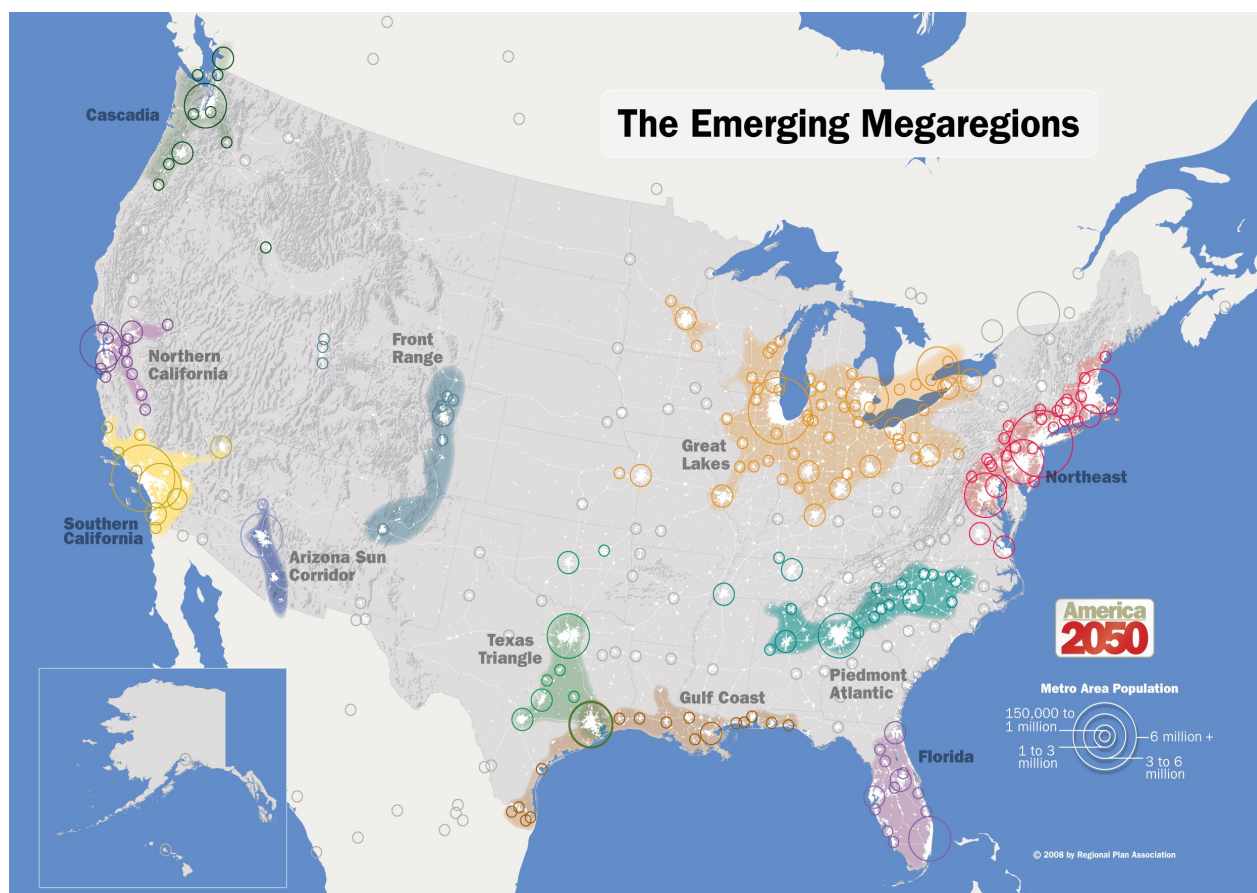 The Emerging Megaregions
Cascadia
Northern
California
Front
Range
Great
Lakes
Northeast
Southern
California
Arizona Sun
Corridor
Texas
Triangle
Gulf Coast
Piedmont
Atlantic
Florida
America
2050
Metro Area Population
150,000 to
1 million
1 to 3
million
6 million +
3 to 6
million
© 2008 by Regional Plan Association